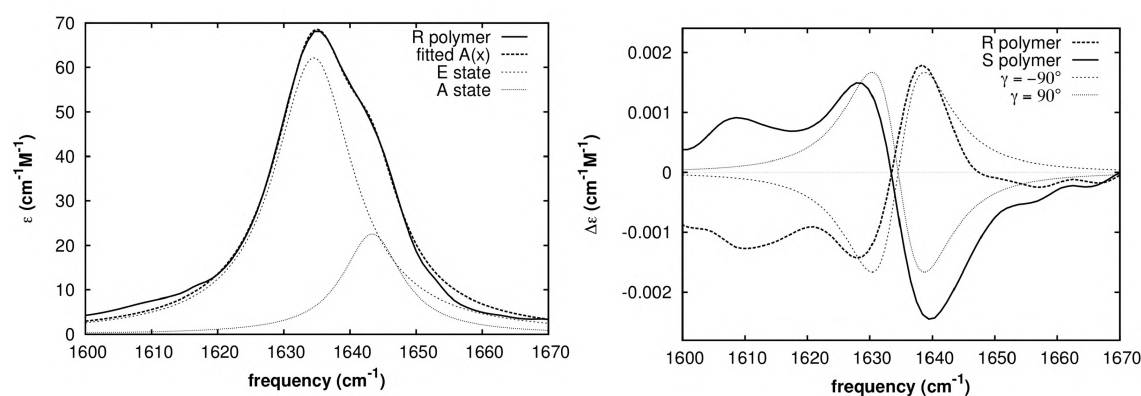 70
60
50
40
30
20
10
0
ε (cm⁻¹M⁻¹)
R polymer
fitted A(x)
E state
A state
1600 1610 1620 1630 1640 1650 1660 1670
frequency (cm⁻¹)
0.002
0.001
0
-0.001
-0.002
Δε (cm⁻¹M⁻¹)
R polymer
S polymer
γ = −90°
γ = 90°
1600 1610 1620 1630 1640 1650 1660 1670
frequency (cm⁻¹)